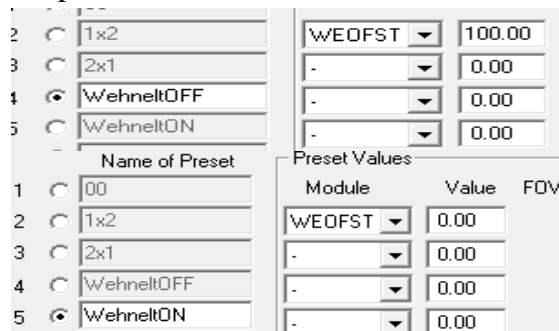 2 1x2 WEOFST 100.00
3 2x1 - 0.00
4 WehneltOFF - 0.00
5 WehneltON - 0.00
Name of Preset Preset Values
Module Value FOV
1 00
2 1x2 WEOFST 0.00
3 2x1 - 0.00
4 WehneltOFF - 0.00
5 WehneltON - 0.00